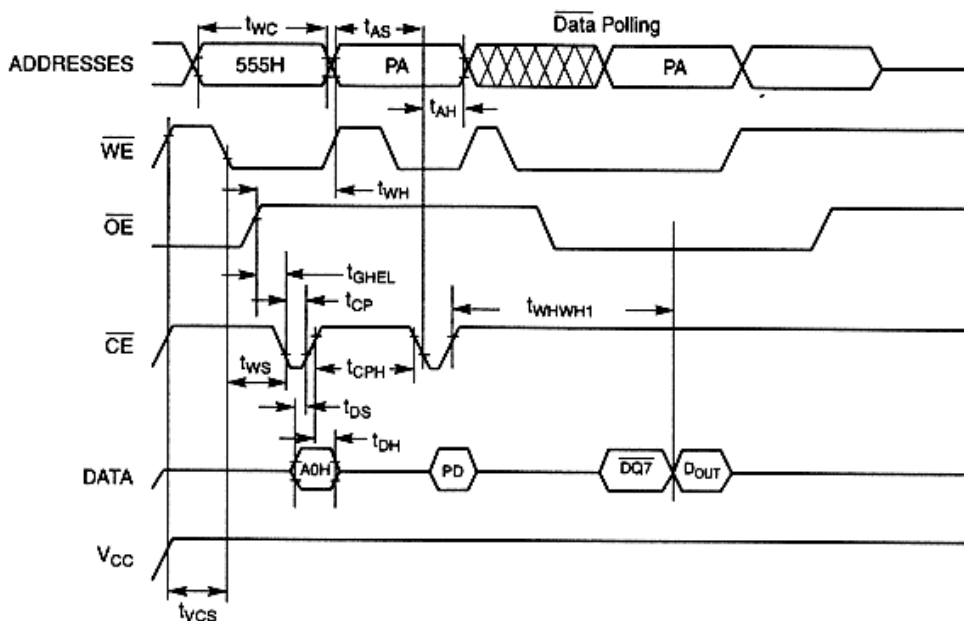 Data Polling
tWC
tAS
ADDRESSES
555H
PA
PA
tAH
WE
tWH
OE
tGHEL
tCP
tWHWH1
CE
tWS
tCPH
tDS
tDH
DATA
A0H
PD
DQ7
DOUT
VCC
tVCS